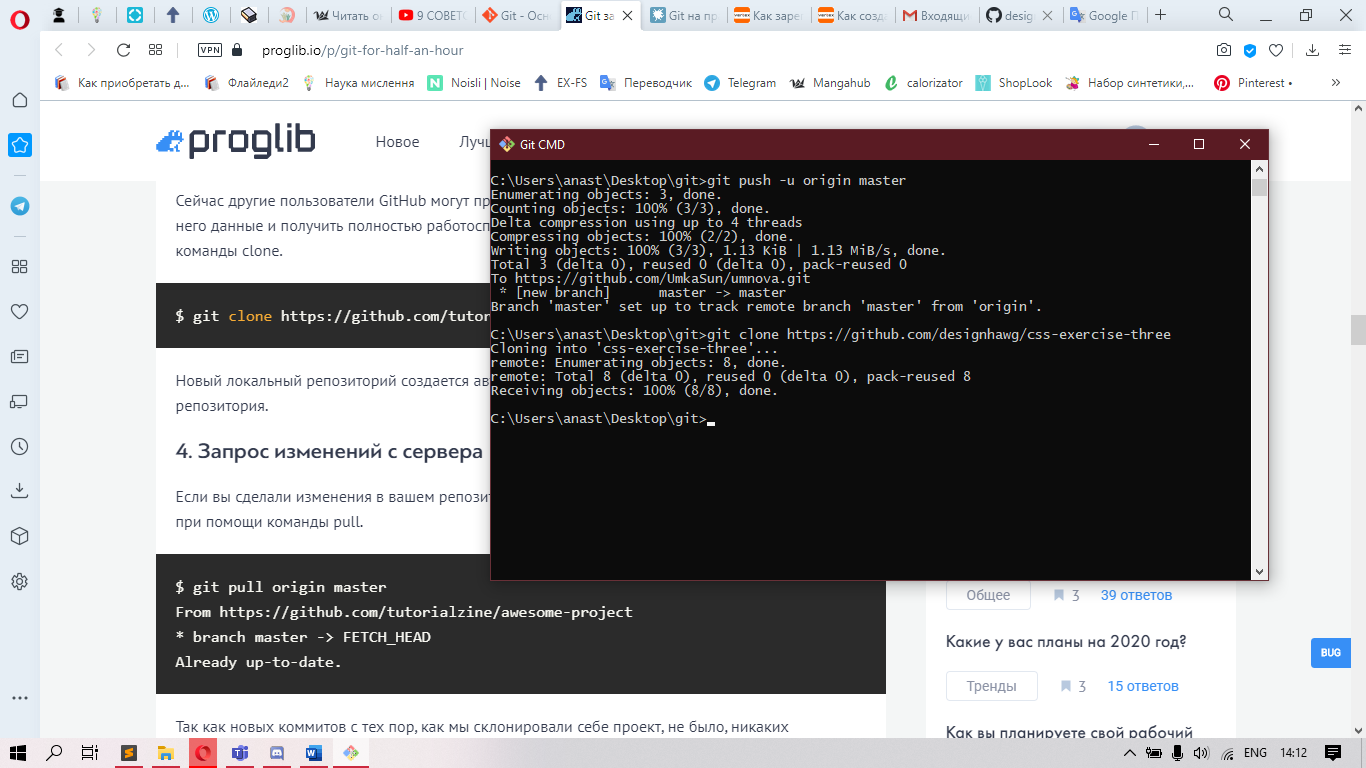 Читать он
9 СОВЕТО
Git - Осн
Git за
Git на пр
Как заре
Как созд
Входящи
desig
Google П
VPN
proglib.io/p/git-for-half-an-hour
Как приобретать д...
Флайледи2
Наука мислення
Noisli | Noise
EX-FS
Переводчик
Telegram
Mangahub
calorizator
ShopLook
Набор синтетики,...
Pinterest •
»
proglib
Новое
Лучш
Сейчас другие пользователи GitHub могут пр
него данные и получить полностью работосп
команды clone.
$ git clone https://github.com/tutor
Новый локальный репозиторий создается ав
репозитория.
4. Запрос изменений с сервера
Если вы сделали изменения в вашем репозит
при помощи команды pull.
$ git pull origin master
From https://github.com/tutorialzine/awesome-project
* branch master -> FETCH_HEAD
Already up-to-date.
Так как новых коммитов с тех пор, как мы склонировали себе проект, не было, никаких
Git CMD
C:\Users\anast\Desktop\git>git push -u origin master
Enumerating objects: 3, done.
Counting objects: 100% (3/3), done.
Delta compression using up to 4 threads
Compressing objects: 100% (2/2), done.
Writing objects: 100% (3/3), 1.13 KiB | 1.13 MiB/s, done.
Total 3 (delta 0), reused 0 (delta 0), pack-reused 0
To https://github.com/UmkaSun/umnova.git
 * [new branch]      master -> master
Branch 'master' set up to track remote branch 'master' from 'origin'.
C:\Users\anast\Desktop\git>git clone https://github.com/designhawg/css-exercise-three
Cloning into 'css-exercise-three'...
remote: Enumerating objects: 8, done.
remote: Total 8 (delta 0), reused 0 (delta 0), pack-reused 8
Receiving objects: 100% (8/8), done.
C:\Users\anast\Desktop\git>
Общее
3
39 ответов
Какие у вас планы на 2020 год?
Тренды
3
15 ответов
Как вы планируете свой рабочий
BUG
ENG
14:12